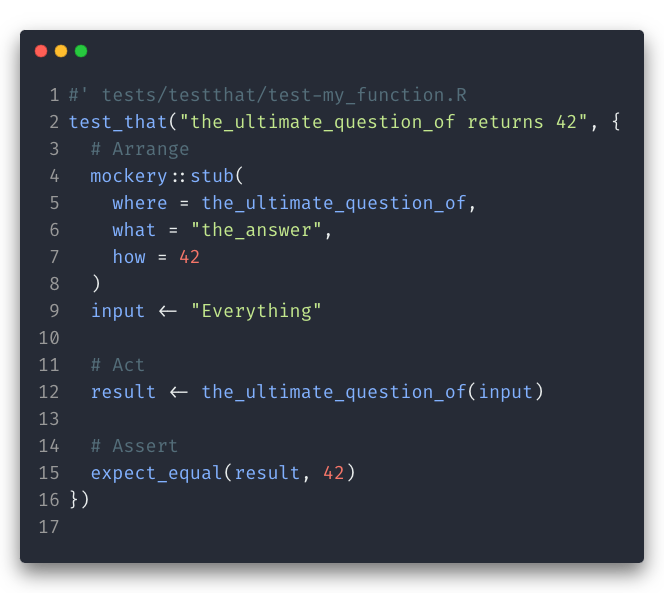 1 #' tests/testthat/test-my_function.R
2 test_that("the_ultimate_question_of returns 42", {
3   # Arrange
4   mockery::stub(
5     where = the_ultimate_question_of,
6     what = "the_answer",
7     how = 42
8   )
9   input <- "Everything"
10
11   # Act
12   result <- the_ultimate_question_of(input)
13
14   # Assert
15   expect_equal(result, 42)
16 })
17